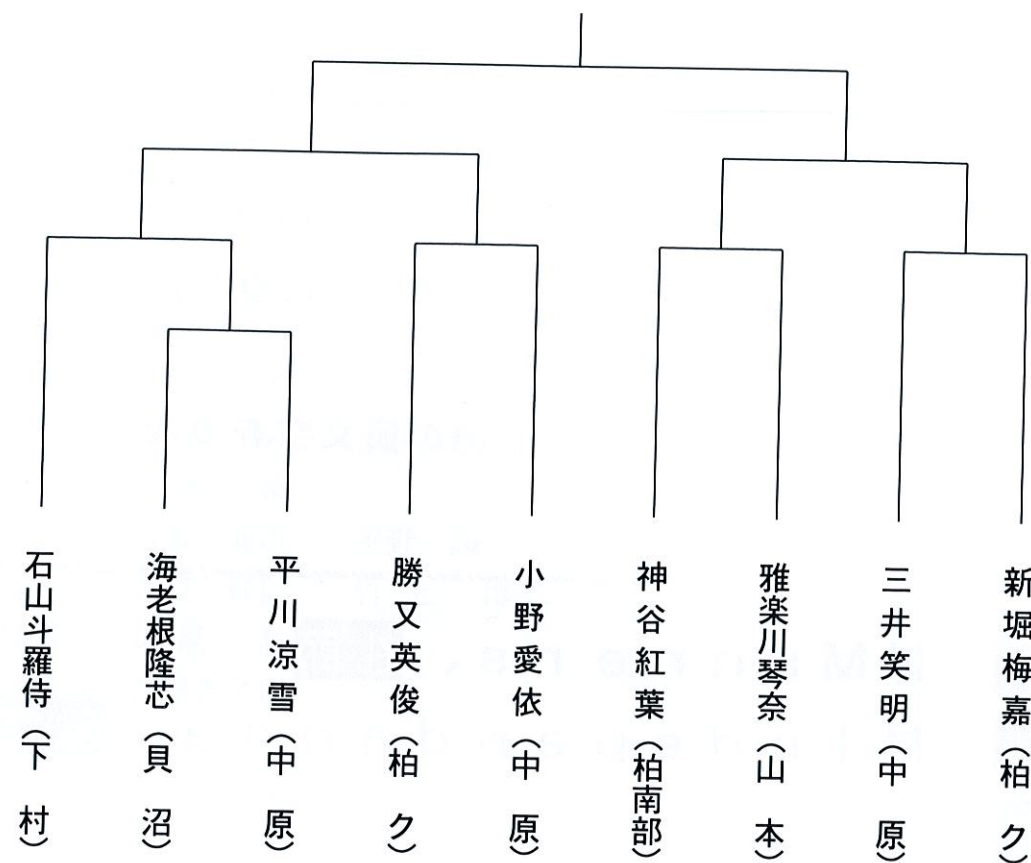 石山斗羅侍（下　村）
海老根隆芯（貝　沼）
平川涼雪（中　原）
勝又英俊（柏　ク）
小野愛依（中　原）
神谷紅葉（柏南部）
雅楽川琴奈（山　本）
三井笑明（中　原）
新堀梅嘉（柏　ク）